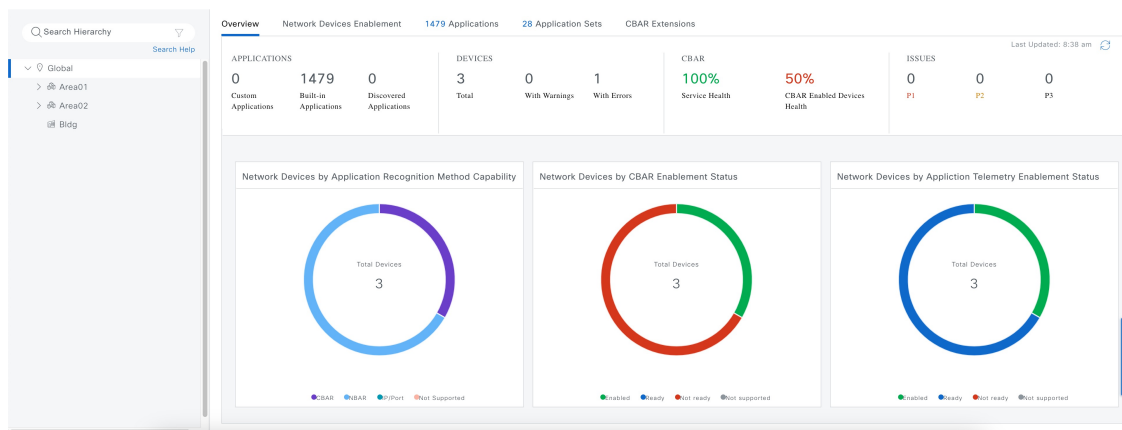 Search Hierarchy
Search Help
Global
Area01
Area02
Bldg
Overview Network Devices Enablement 1479 Applications 28 Application Sets CBAR Extensions
Last Updated: 8:38 am
APPLICATIONS
0 1479 0
Custom Applications
Built-in Applications
Discovered Applications
DEVICES
3 0 1
Total With Warnings With Errors
CBAR
100% 50%
Service Health
CBAR Enabled Devices
Health
ISSUES
0 0 0
P1 P2 P3
Network Devices by Application Recognition Method Capability
Total Devices
3
CBAR NBAR IP/Port Not Supported
Network Devices by CBAR Enablement Status
Total Devices
3
Enabled Ready Not ready Not supported
Network Devices by Appliction Telemetry Enablement Status
Total Devices
3
Enabled Ready Not ready Not supported